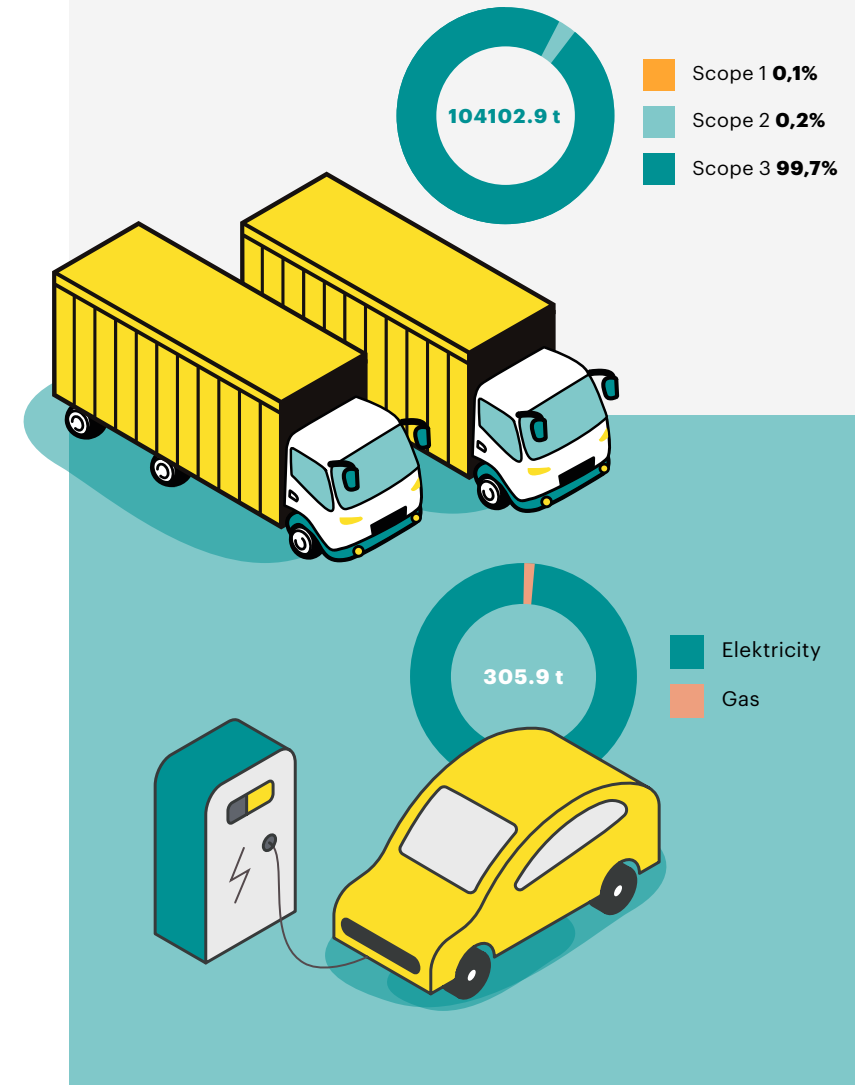 104102.9 t
Scope 1 0,1%
Scope 2 0,2%
Scope 3 99,7%
305.9 t
Elektricity
Gas